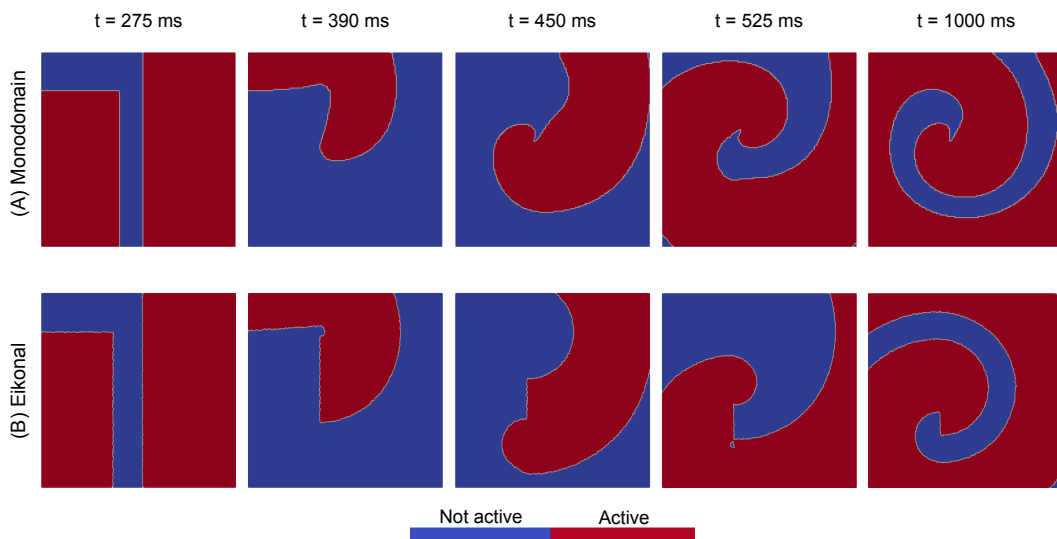 t = 275 ms
t = 390 ms
t = 450 ms
t = 525 ms
t = 1000 ms
(A) Monodomain
(B) Eikonal
Not active
Active